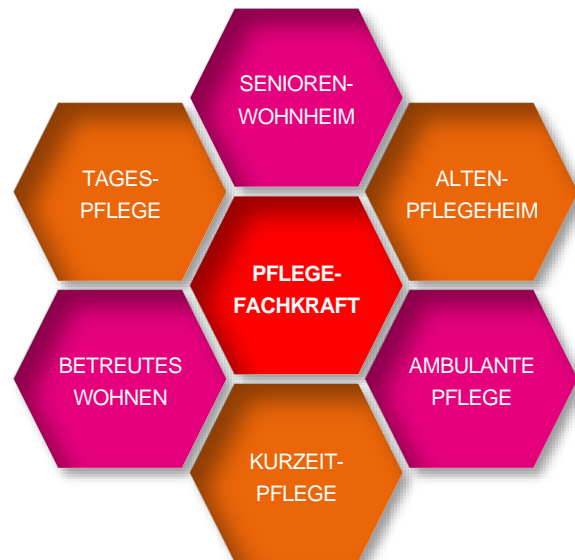 SENIOREN-
WOHNHEIM
TAGES-
PFLEGE
ALTEN-
PFLEGEHEIM
PFLEGE-
FACHKRAFT
BETREUTES
WOHNEN
AMBULANTE
PFLEGE
KURZEIT-
PFLEGE